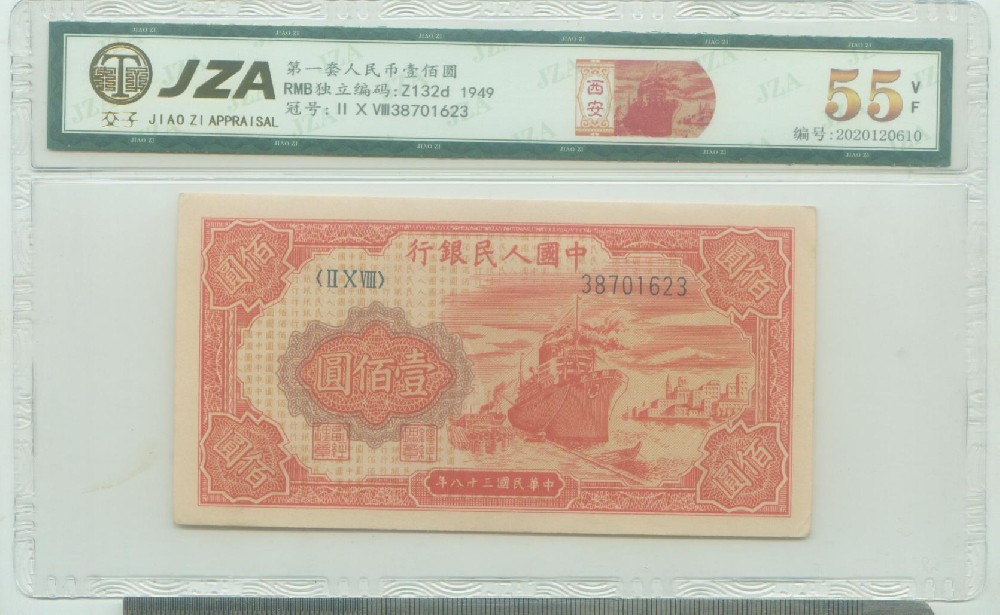 JZA
交子 JIAO ZI APPRAISAL
第一套人民币壹佰圆
RMB独立编码:Z132d 1949
冠号: II X VIII38701623
西安
55 VF
编号:2020120610
行銀民人國中
〈II X VIII〉
38701623
圓佰
圓佰
圓佰壹
圓佰
圓佰
年八十三國民華中